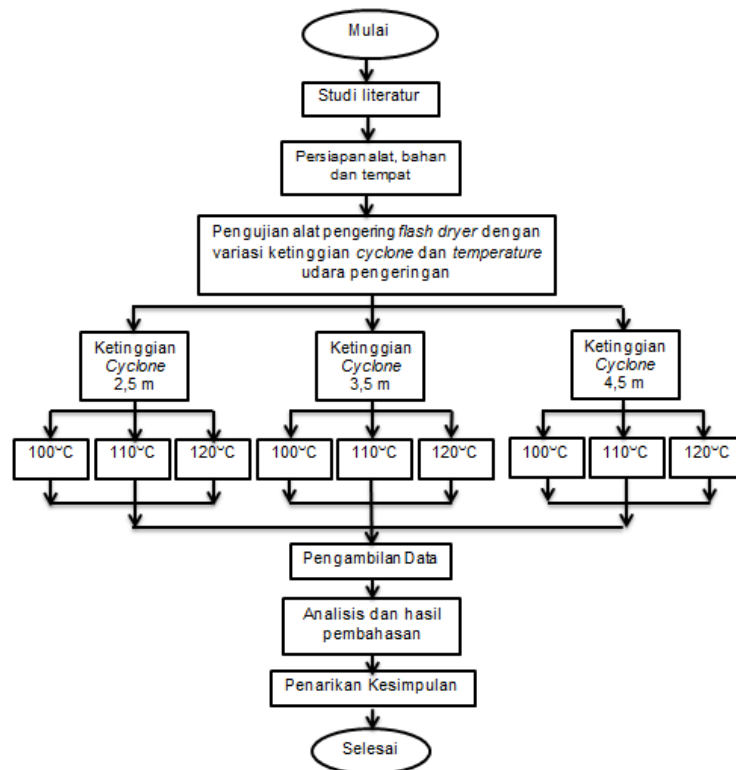 Mulai
Studi literatur
Persiapan alat, bahan
dan tempat
Pengujian alat pengering flash dryer dengan
variasi ketinggian cyclone dan temperature
udara pengeringan
Ketinggian
Cyclone
2,5 m
Ketinggian
Cyclone
3,5 m
Ketinggian
Cyclone
4,5 m
100°C
110°C
120°C
100°C
110°C
120°C
100°C
110°C
120°C
Pengambilan Data
Analisis dan hasil
pembahasan
Penarikan Kesimpulan
Selesai